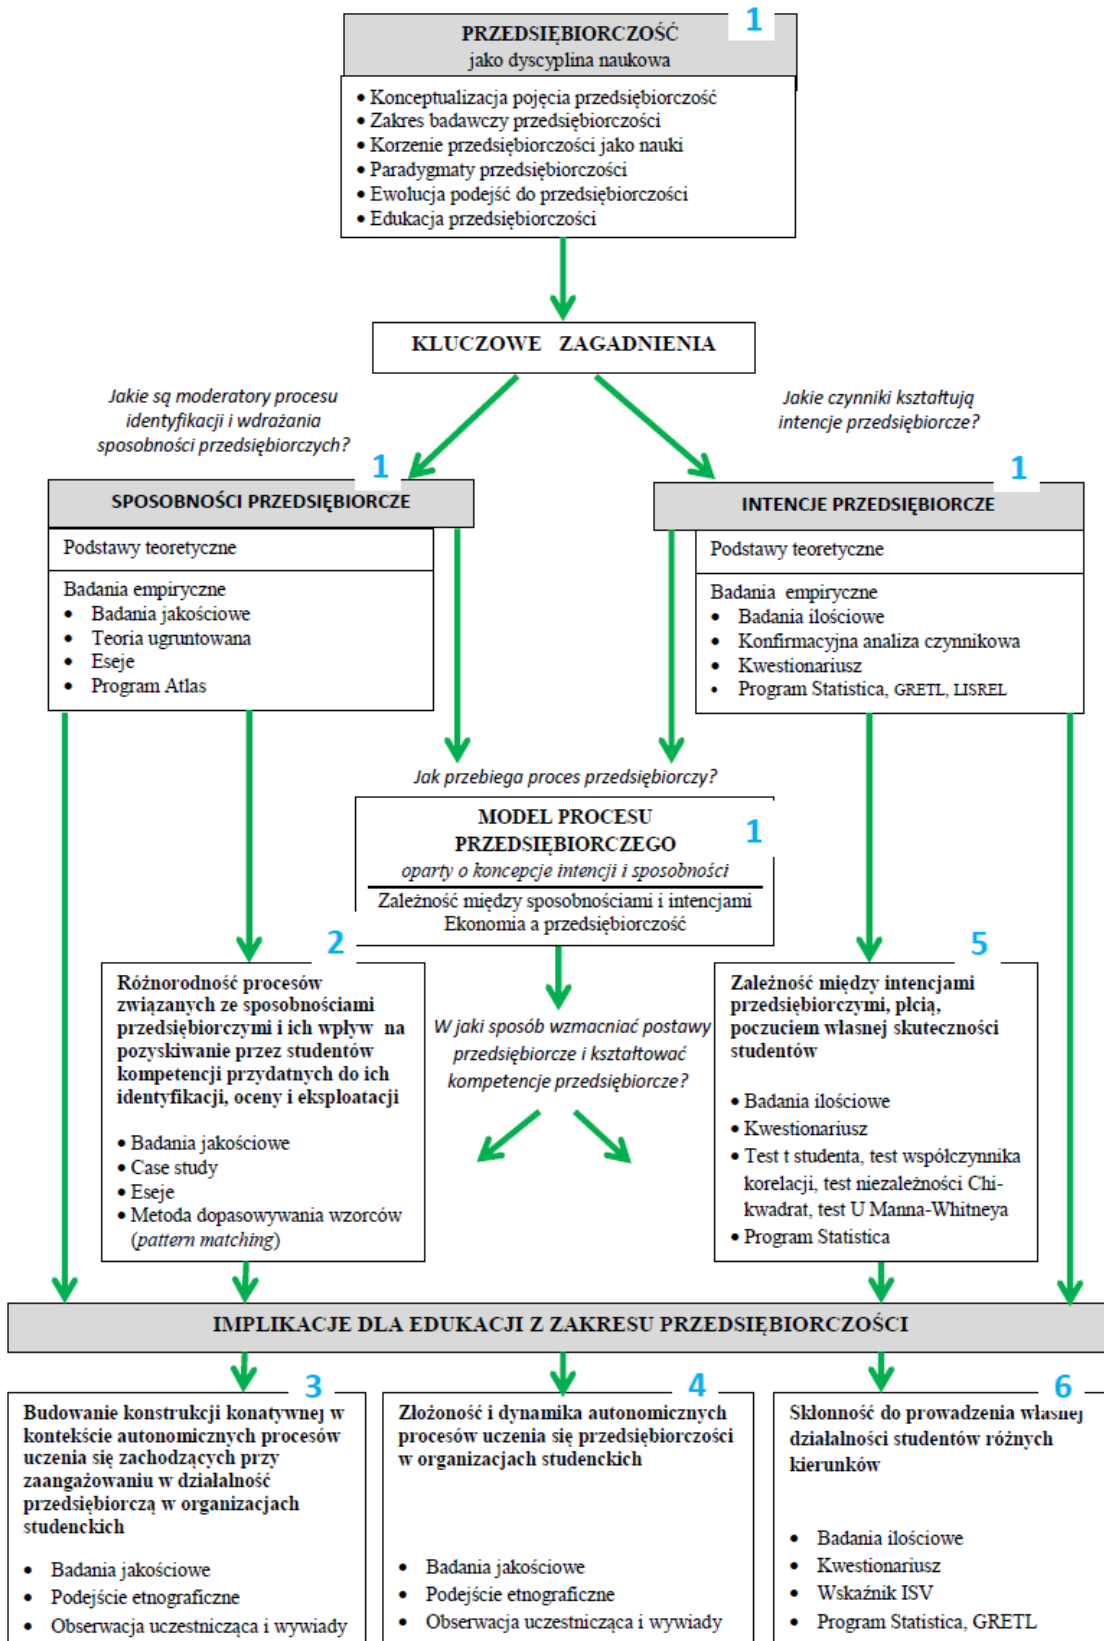 PRZEDSIĘBIORCZOŚĆ
1
jako dyscyplina naukowa
• Konceptualizacja pojęcia przedsiębiorczość
• Zakres badawczy przedsiębiorczości
• Korzenie przedsiębiorczości jako nauki
• Paradygmaty przedsiębiorczości
• Ewolucja podejść do przedsiębiorczości
• Edukacja przedsiębiorczości
KLUCZOWE ZAGADNIENIA
Jakie są moderatory procesu
identyfikacji i wdrażania
sposobności przedsiębiorczych?
Jakie czynniki kształtują
intencje przedsiębiorcze?
1
SPOSOBNOŚCI PRZEDSIĘBIORCZE
Podstawy teoretyczne
Badania empiryczne
• Badania jakościowe
• Teoria ugruntowana
• Eseje
• Program Atlas
1
INTENCJE PRZEDSIĘBIORCZE
Podstawy teoretyczne
Badania empiryczne
• Badania ilościowe
• Konfirmacyjna analiza czynnikowa
• Kwestionariusz
• Program Statistica, GRETL, LISREL
Jak przebiega proces przedsiębiorczy?
MODEL PROCESU
PRZEDSIĘBIORCZEGO
1
oparty o koncepcje intencji i sposobności
Zależność między sposobnościami i intencjami
Ekonomia a przedsiębiorczość
2
Różnorodność procesów
związanych ze sposobnościami
przedsiębiorczymi i ich wpływ na
pozyskiwanie przez studentów
kompetencji przydatnych do ich
identyfikacji, oceny i eksploatacji
• Badania jakościowe
• Case study
• Eseje
• Metoda dopasowywania wzorców
(pattern matching)
W jaki sposób wzmacniać postawy
przedsiębiorcze i kształtować
kompetencje przedsiębiorcze?
5
Zależność między intencjami
przedsiębiorczymi, płcią,
poczuciem własnej skuteczności
studentów
• Badania ilościowe
• Kwestionariusz
• Test t studenta, test współczynnika
korelacji, test niezależności Chi-
kwadrat, test U Manna-Whitneya
• Program Statistica
IMPLIKACJE DLA EDUKACJI Z ZAKRESU PRZEDSIĘBIORCZOŚCI
3
Budowanie konstrukcji konatywnej w
kontekście autonomicznych procesów
uczenia się zachodzących przy
zaangażowaniu w działalność
przedsiębiorczą w organizacjach
studenckich
• Badania jakościowe
• Podejście etnograficzne
• Obserwacja uczestnicząca i wywiady
4
Złożoność i dynamika autonomicznych
procesów uczenia się przedsiębiorczości
w organizacjach studenckich
• Badania jakościowe
• Podejście etnograficzne
• Obserwacja uczestnicząca i wywiady
6
Skłonność do prowadzenia własnej
działalności studentów różnych
kierunków
• Badania ilościowe
• Kwestionariusz
• Wskaźnik ISV
• Program Statistica, GRETL